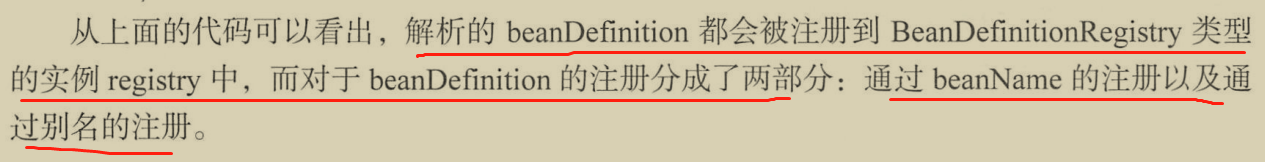 从上面的代码可以看出，解析的 beanDefinition 都会被注册到 BeanDefinitionRegistry 类型
的实例 registry 中，而对于 beanDefinition 的注册分成了两部分：通过 beanName 的注册以及通
过别名的注册。